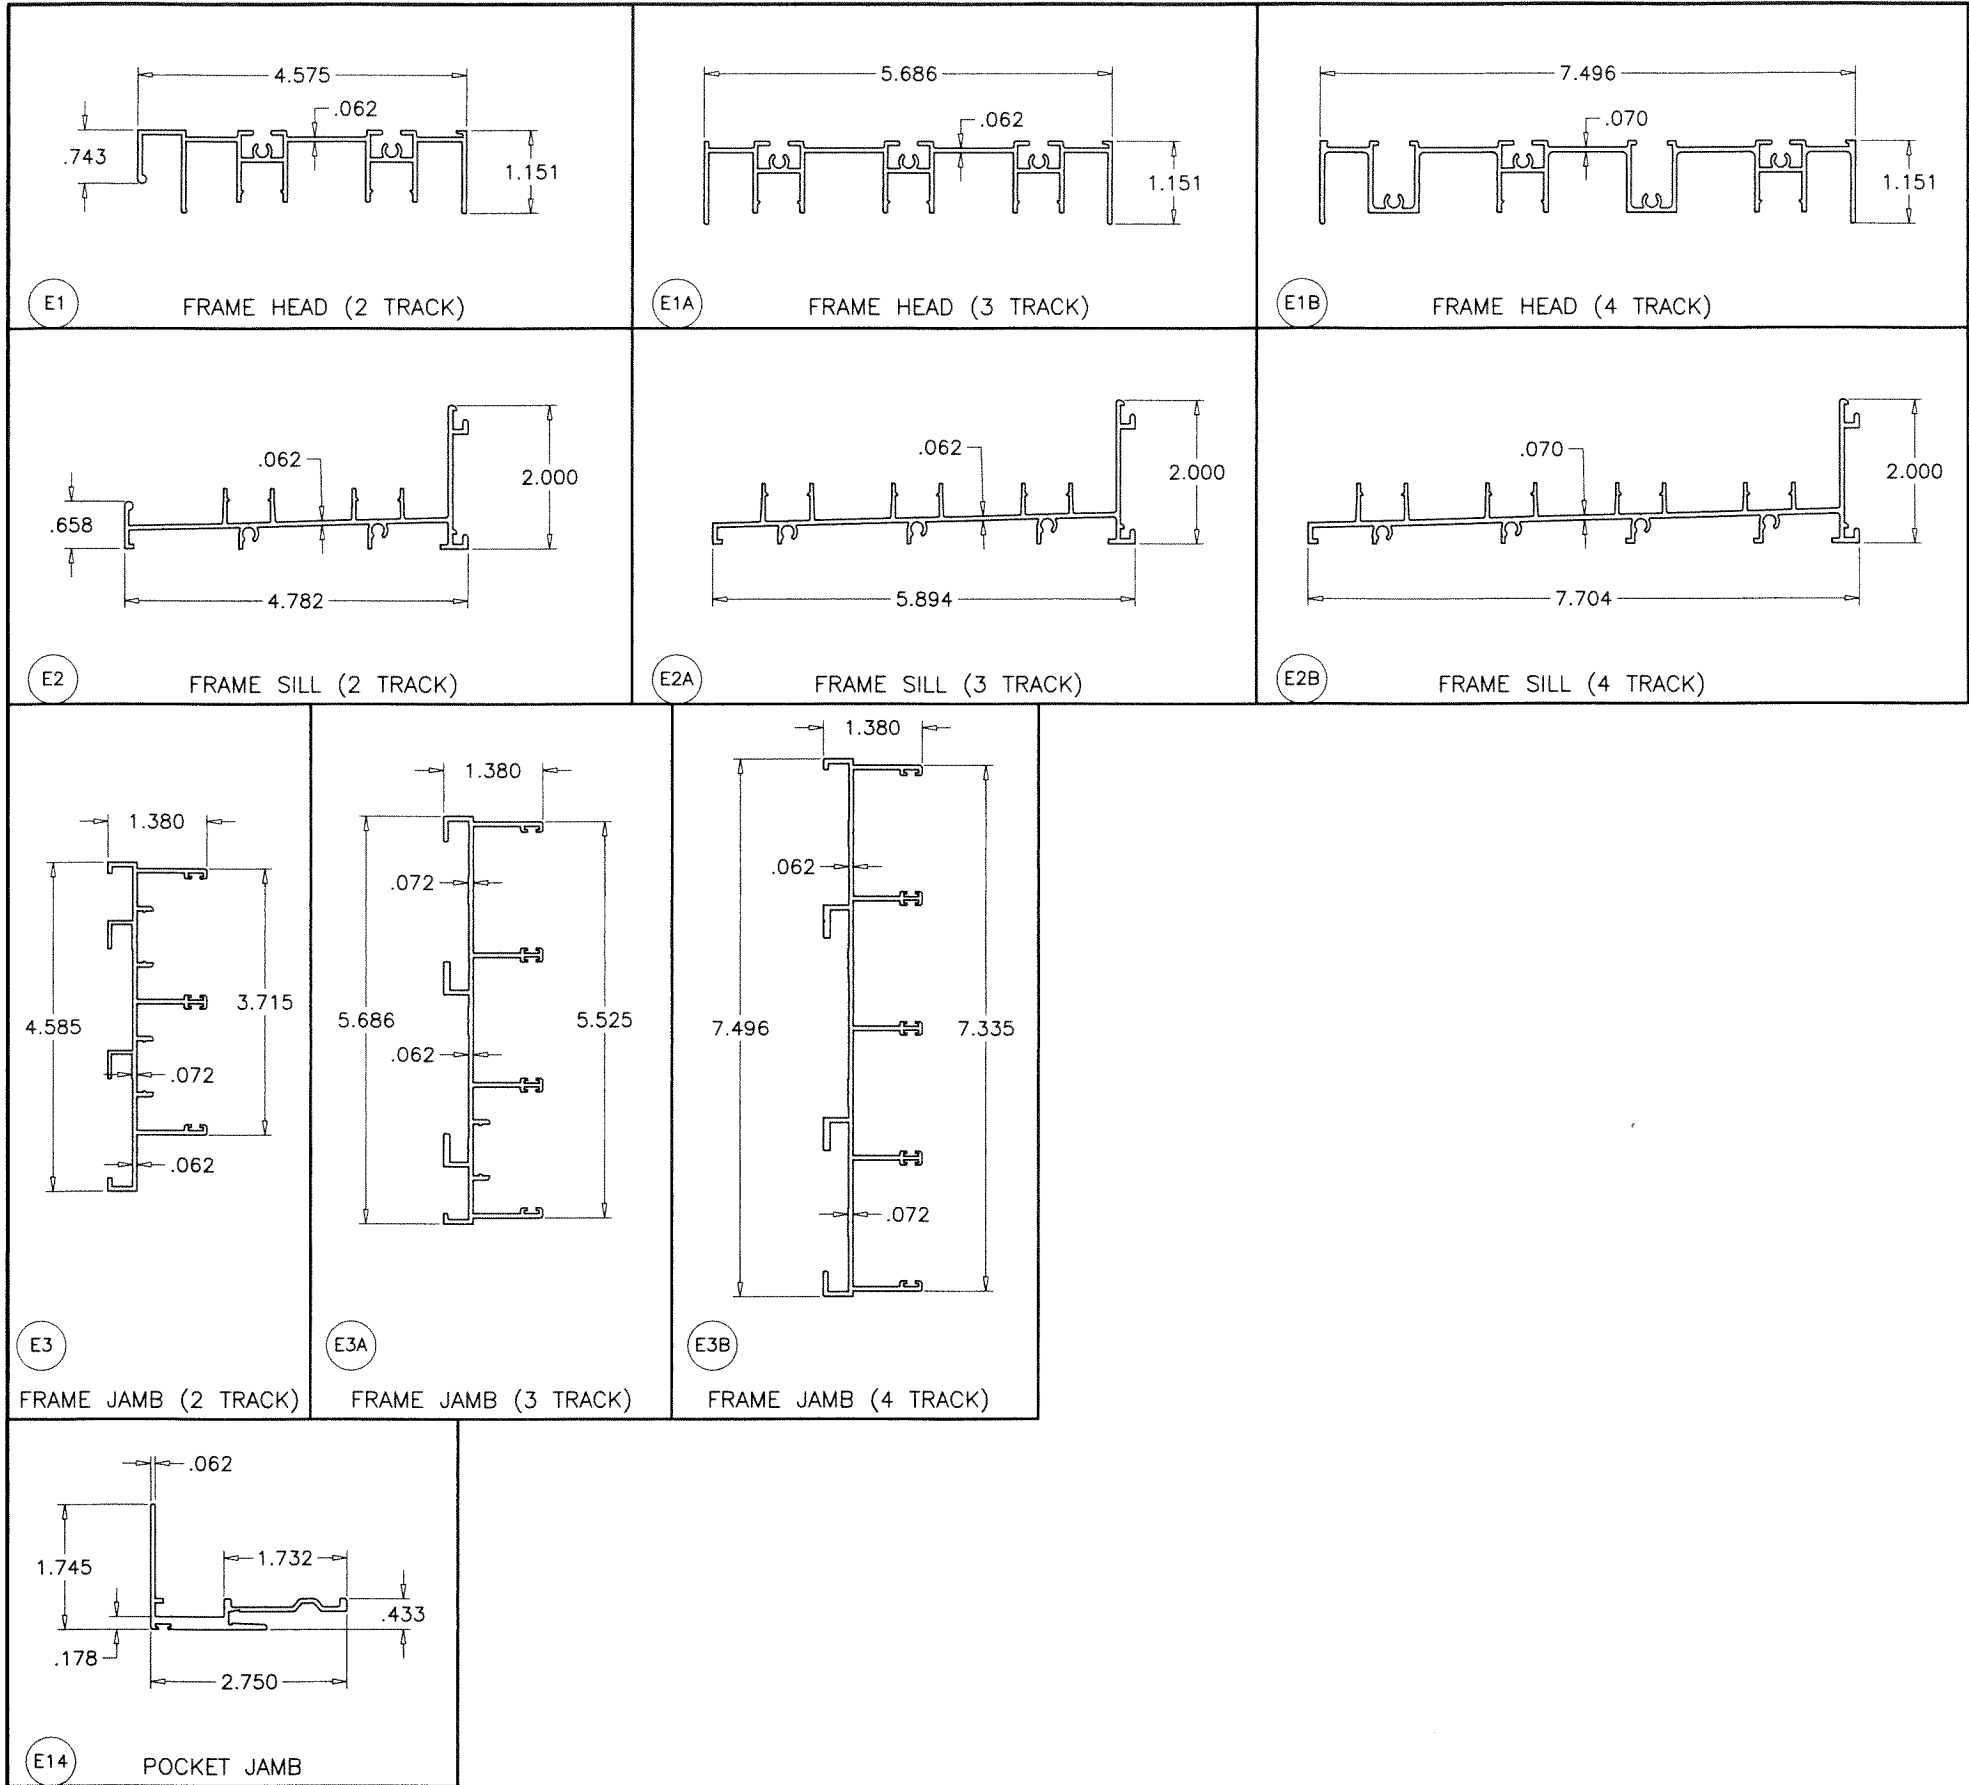 4.575
.062
.743
1.151
E1
FRAME HEAD (2 TRACK)
5.686
.062
1.151
E1A
FRAME HEAD (3 TRACK)
7.496
.070
1.151
E1B
FRAME HEAD (4 TRACK)
.062
2.000
.658
4.782
E2
FRAME SILL (2 TRACK)
.062
2.000
5.894
E2A
FRAME SILL (3 TRACK)
.070
2.000
7.704
E2B
FRAME SILL (4 TRACK)
1.380
4.585
3.715
.072
.062
E3
FRAME JAMB (2 TRACK)
1.380
.072
5.686
5.525
.062
E3A
FRAME JAMB (3 TRACK)
1.380
.062
7.496
7.335
.072
E3B
FRAME JAMB (4 TRACK)
.062
1.745
1.732
.433
.178
2.750
E14
POCKET JAMB